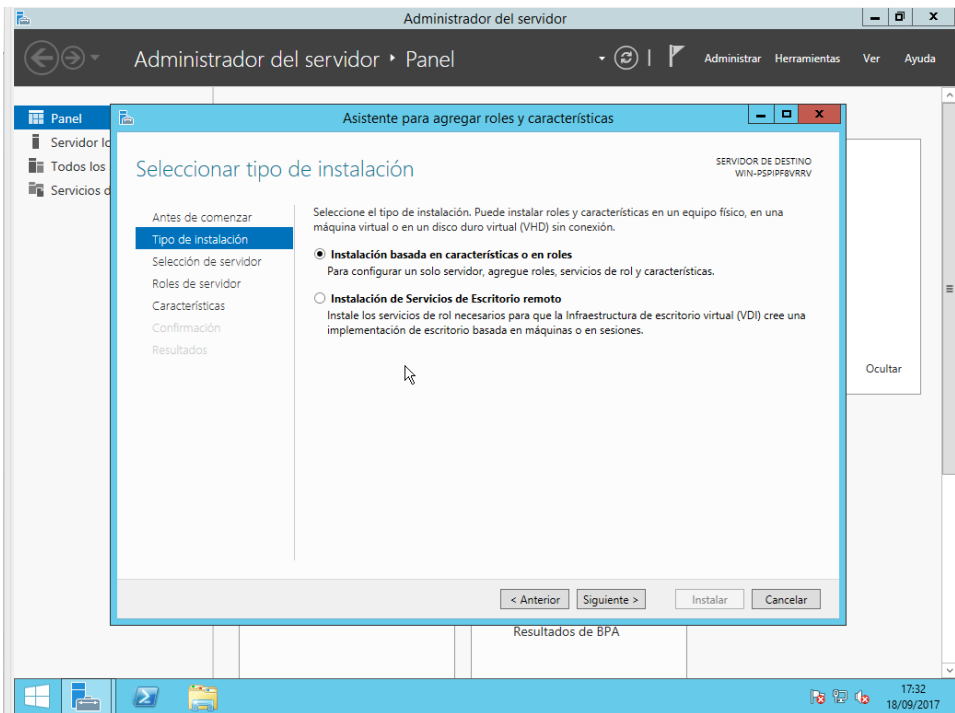 Administrador del servidor
Administrador del servidor ‣ Panel
Administrar Herramientas Ver Ayuda
Panel
Servidor lo
Todos los
Servicios d
Asistente para agregar roles y características
Seleccionar tipo de instalación
SERVIDOR DE DESTINO
WIN-PSPIPF8VRRV
Antes de comenzar
Tipo de instalación
Selección de servidor
Roles de servidor
Características
Confirmación
Resultados
Seleccione el tipo de instalación. Puede instalar roles y características en un equipo físico, en una
máquina virtual o en un disco duro virtual (VHD) sin conexión.
Instalación basada en características o en roles
Para configurar un solo servidor, agregue roles, servicios de rol y características.
Instalación de Servicios de Escritorio remoto
Instale los servicios de rol necesarios para que la Infraestructura de escritorio virtual (VDI) cree una
implementación de escritorio basada en máquinas o en sesiones.
Ocultar
< Anterior Siguiente > Instalar Cancelar
Resultados de BPA
17:32
18/09/2017